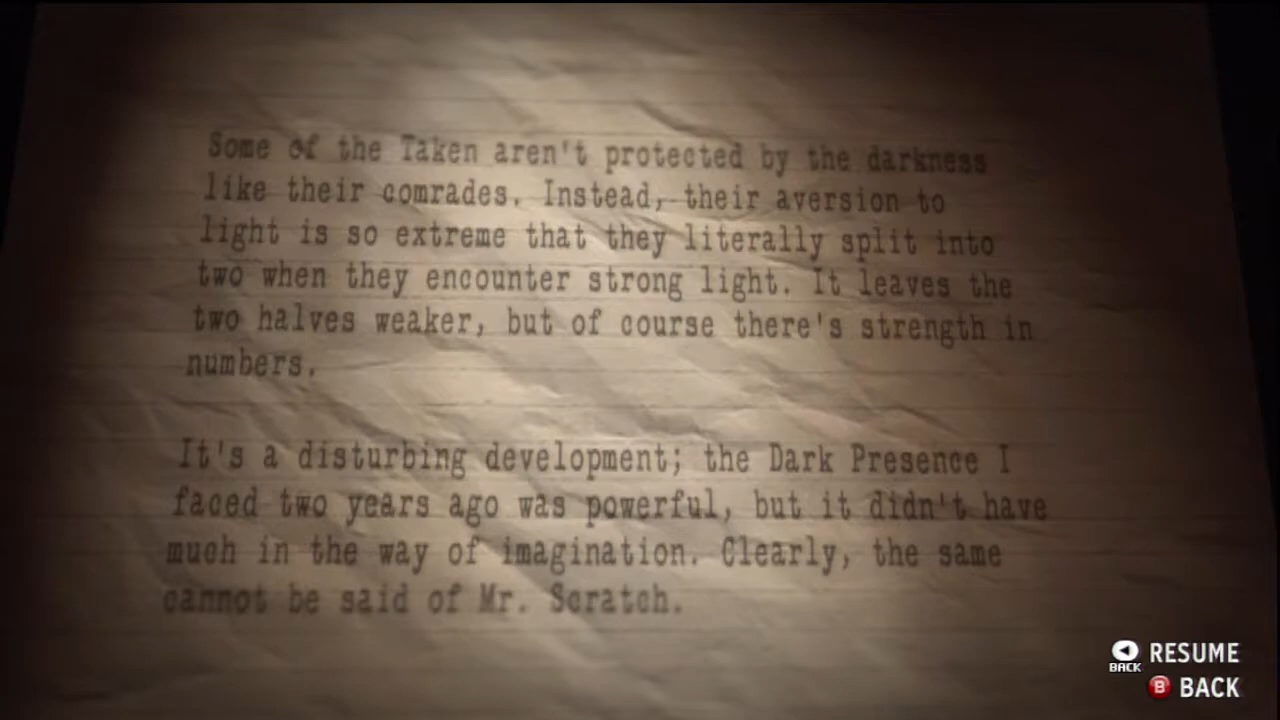 Some of the Taken aren't protected by the darkness
like their comrades. Instead, their aversion to
light is so extreme that they literally split into
two when they encounter strong light. It leaves the
two halves weaker, but of course there's strength in
numbers.
It's a disturbing development; the Dark Presence I
faced two years ago was powerful, but it didn't have
much in the way of imagination. Clearly, the same
cannot be said of Mr. Scratch.
BACK RESUME
B BACK